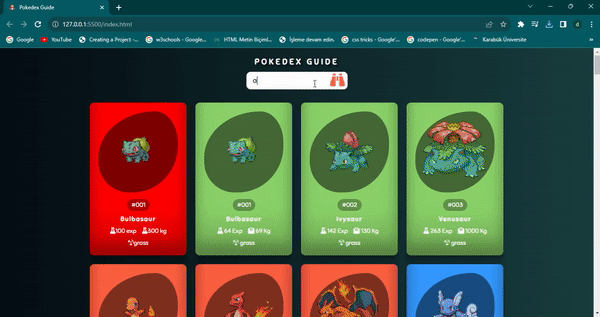 Pokedex Guide
127.0.0.1:5500/index.html
Google
YouTube
Creating a Project -...
w3schools - Google...
HTML Metin Biçiml...
İşleme devam edin...
css tricks - Google'...
codepen - Google'...
Karabük Üniversite
POKEDEX GUIDE
a
#001
Bulbasaur
100 exp 300 kg
grass
#001
Bulbasaur
64 Exp 69 Kg
grass
#002
Ivysaur
142 Exp 130 Kg
grass
#003
Venusaur
263 Exp 1000 Kg
grass